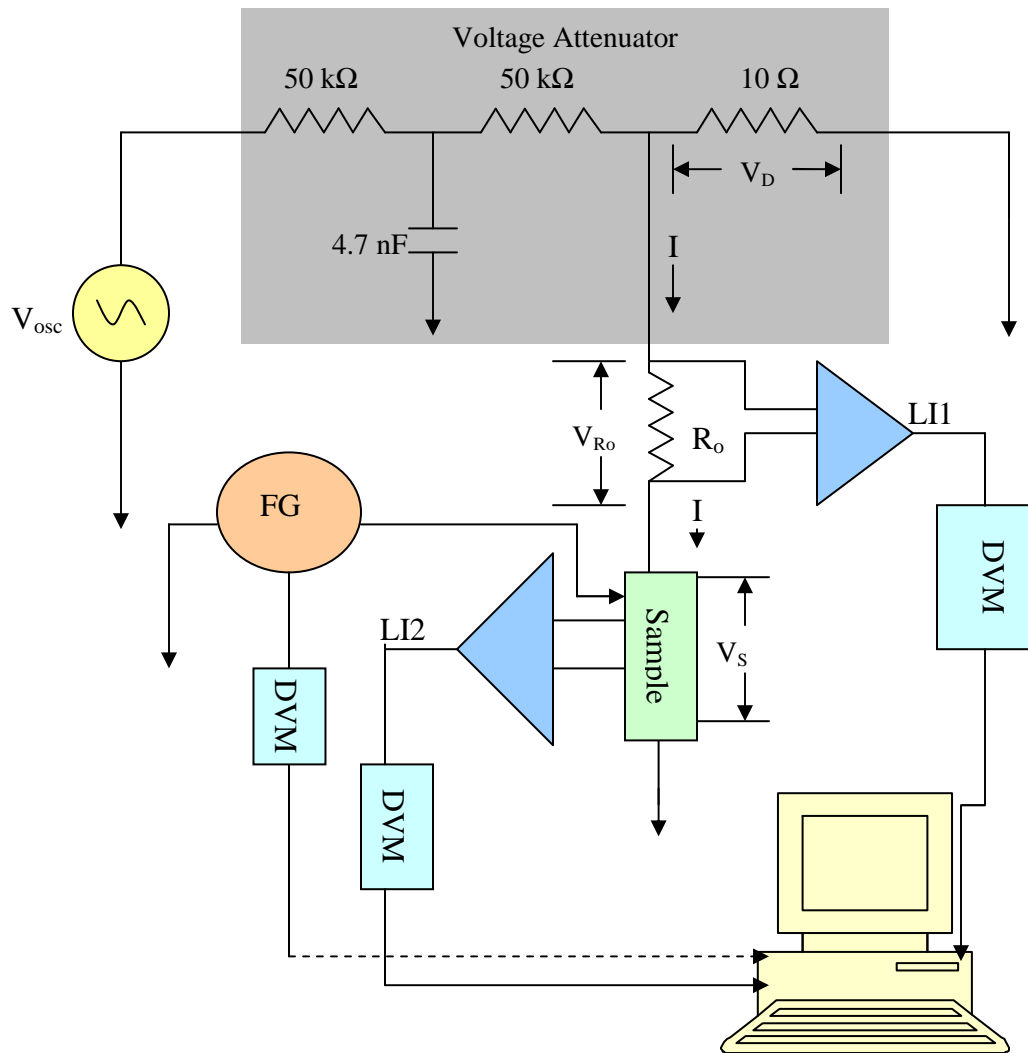 Voltage Attenuator
50 kΩ 50 kΩ 10 Ω
V_D
4.7 nF
I
V_osc
LI1
V_Ro
R_o
FG
I
DVM
LI2
Sample
V_S
DVM
DVM